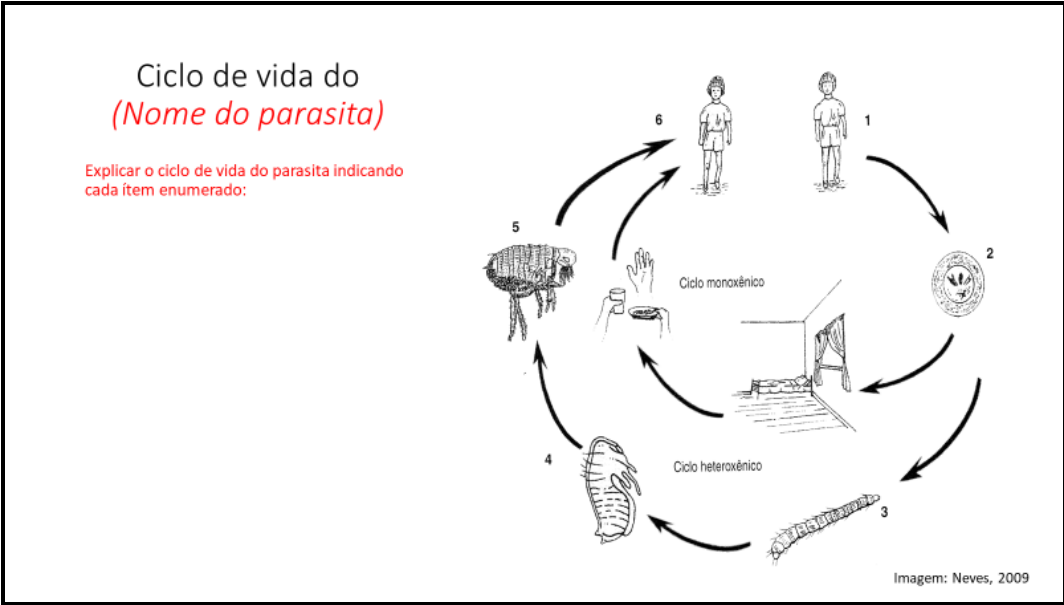 Ciclo de vida do
(Nome do parasita)
Explicar o ciclo de vida do parasita indicando
cada ítem enumerado:
6
1
5
2
Ciclo monoxênico
4
Ciclo heteroxênico
3
Imagem: Neves, 2009